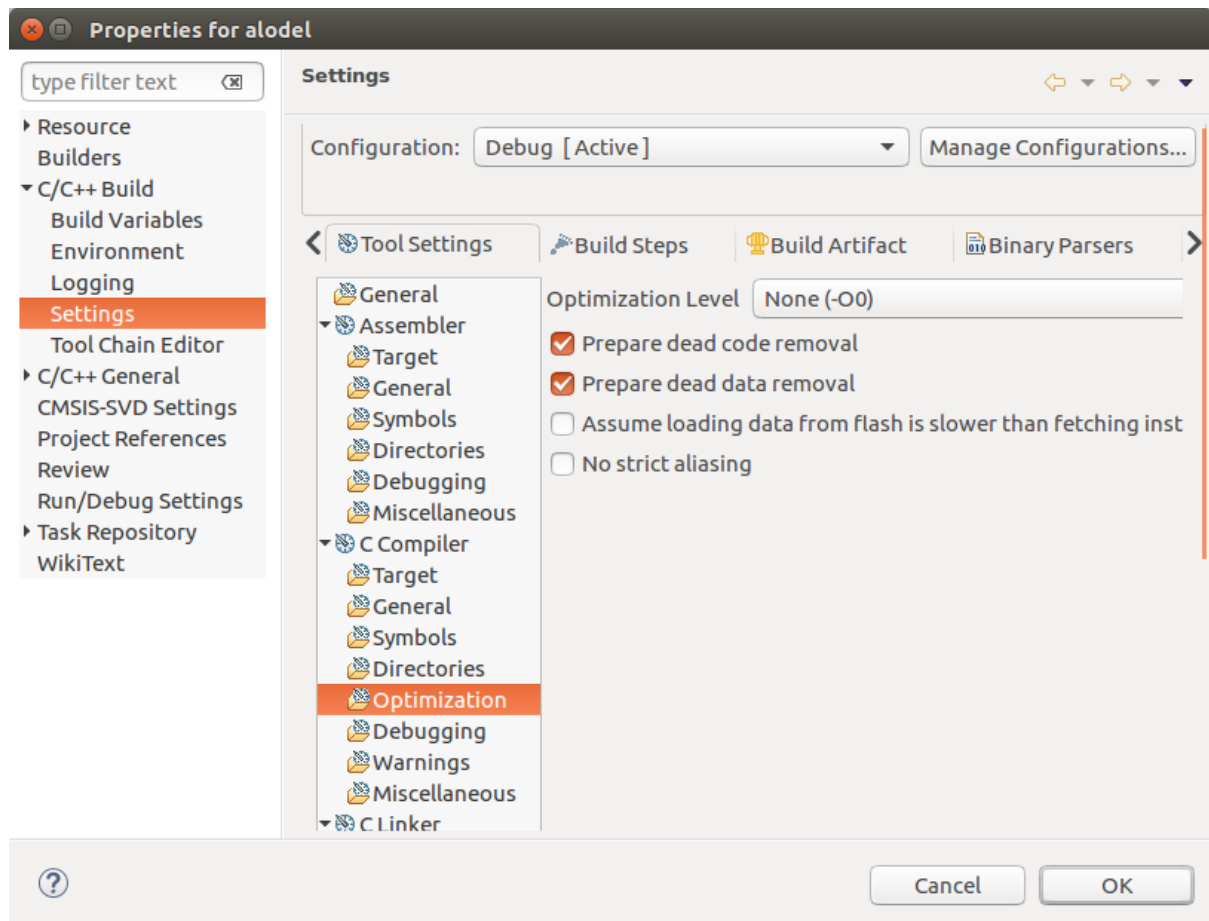 Properties for alodel
type filter text
Resource
Builders
C/C++ Build
Build Variables
Environment
Logging
Settings
Tool Chain Editor
C/C++ General
CMSIS-SVD Settings
Project References
Review
Run/Debug Settings
Task Repository
WikiText
Settings
Configuration: Debug [Active] Manage Configurations...
Tool Settings Build Steps Build Artifact Binary Parsers
General
Assembler
Target
General
Symbols
Directories
Debugging
Miscellaneous
C Compiler
Target
General
Symbols
Directories
Optimization
Debugging
Warnings
Miscellaneous
C Linker
Optimization Level None (-O0)
Prepare dead code removal
Prepare dead data removal
Assume loading data from flash is slower than fetching inst
No strict aliasing
Cancel OK